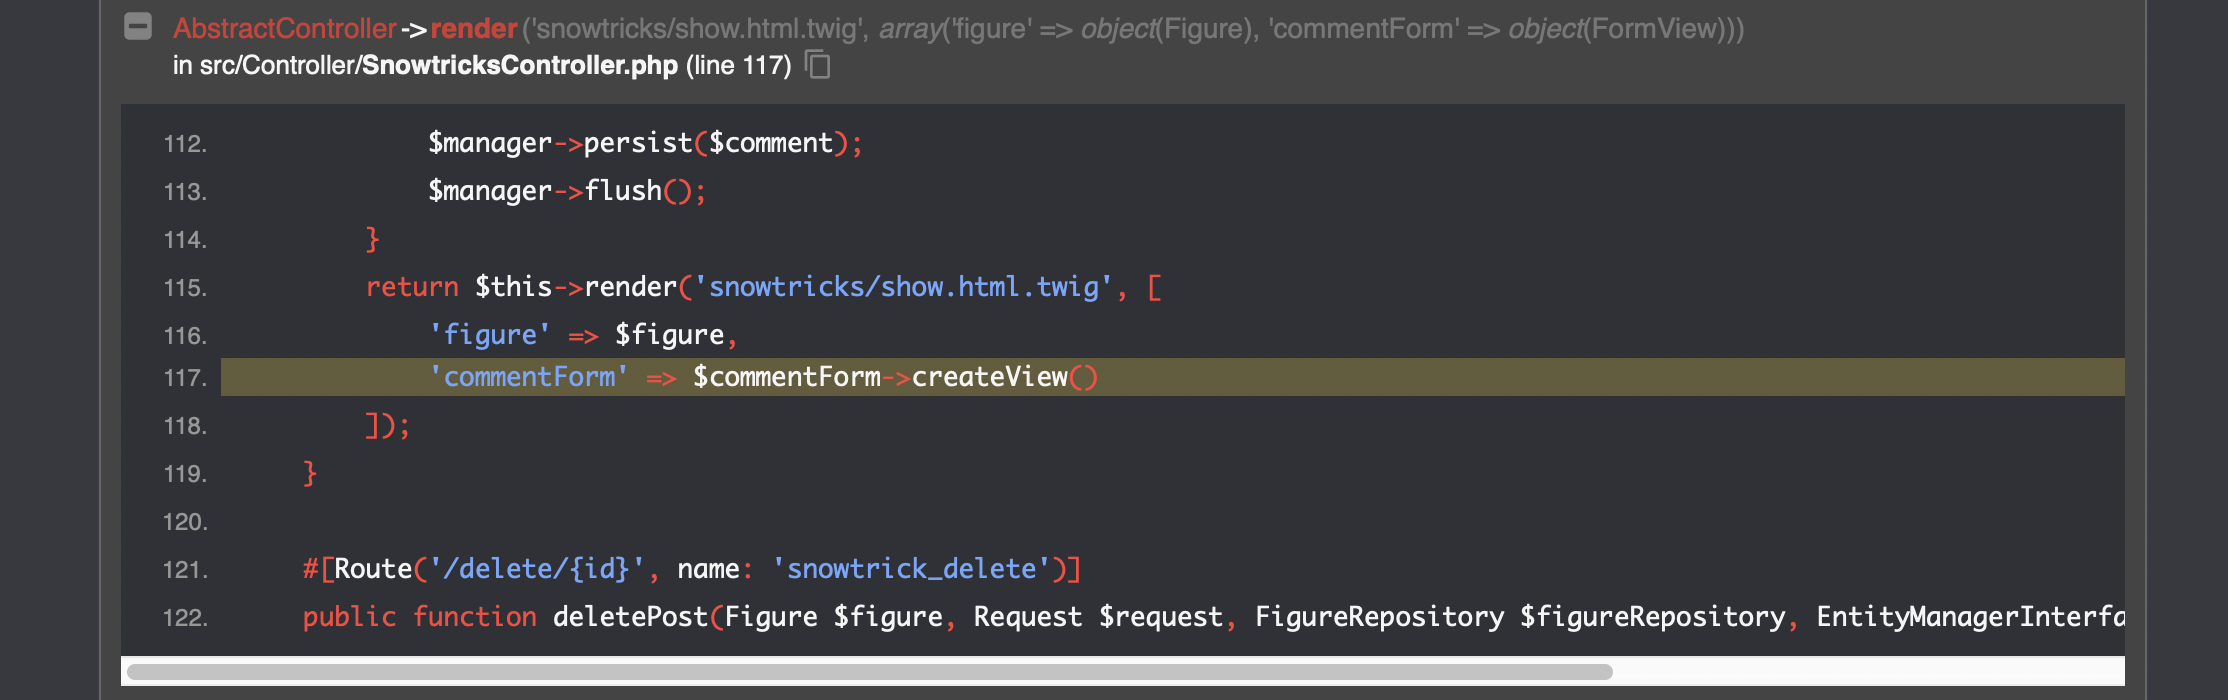 AbstractController->render('snowtricks/show.html.twig', array('figure' => object(Figure), 'commentForm' => object(FormView)))
in src/Controller/SnowtricksController.php (line 117)
112. $manager->persist($comment);
113. $manager->flush();
114. }
115. return $this->render('snowtricks/show.html.twig', [
116. 'figure' => $figure,
117. 'commentForm' => $commentForm->createView()
118. ]);
119. }
120.
121. #[Route('/delete/{id}', name: 'snowtrick_delete')]
122. public function deletePost(Figure $figure, Request $request, FigureRepository $figureRepository, EntityManagerInterfa